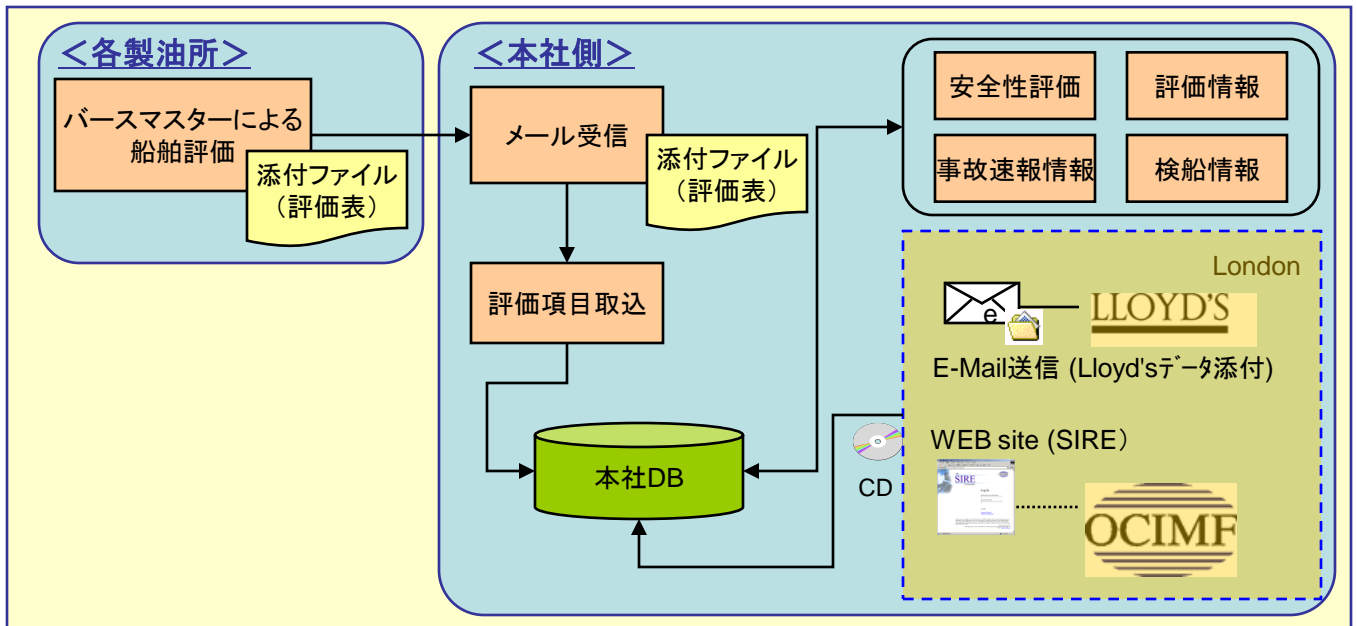 ＜各製油所＞
バースマスターによる
船舶評価
添付ファイル
（評価表）
＜本社側＞
メール受信
添付ファイル
（評価表）
評価項目取込
本社DB
安全性評価
評価情報
事故速報情報
検船情報
London
e
LLOYD'S
E-Mail送信 (Lloyd'sﾃﾞｰﾀ添付)
WEB site (SIRE）
SIRE
CD
OCIMF